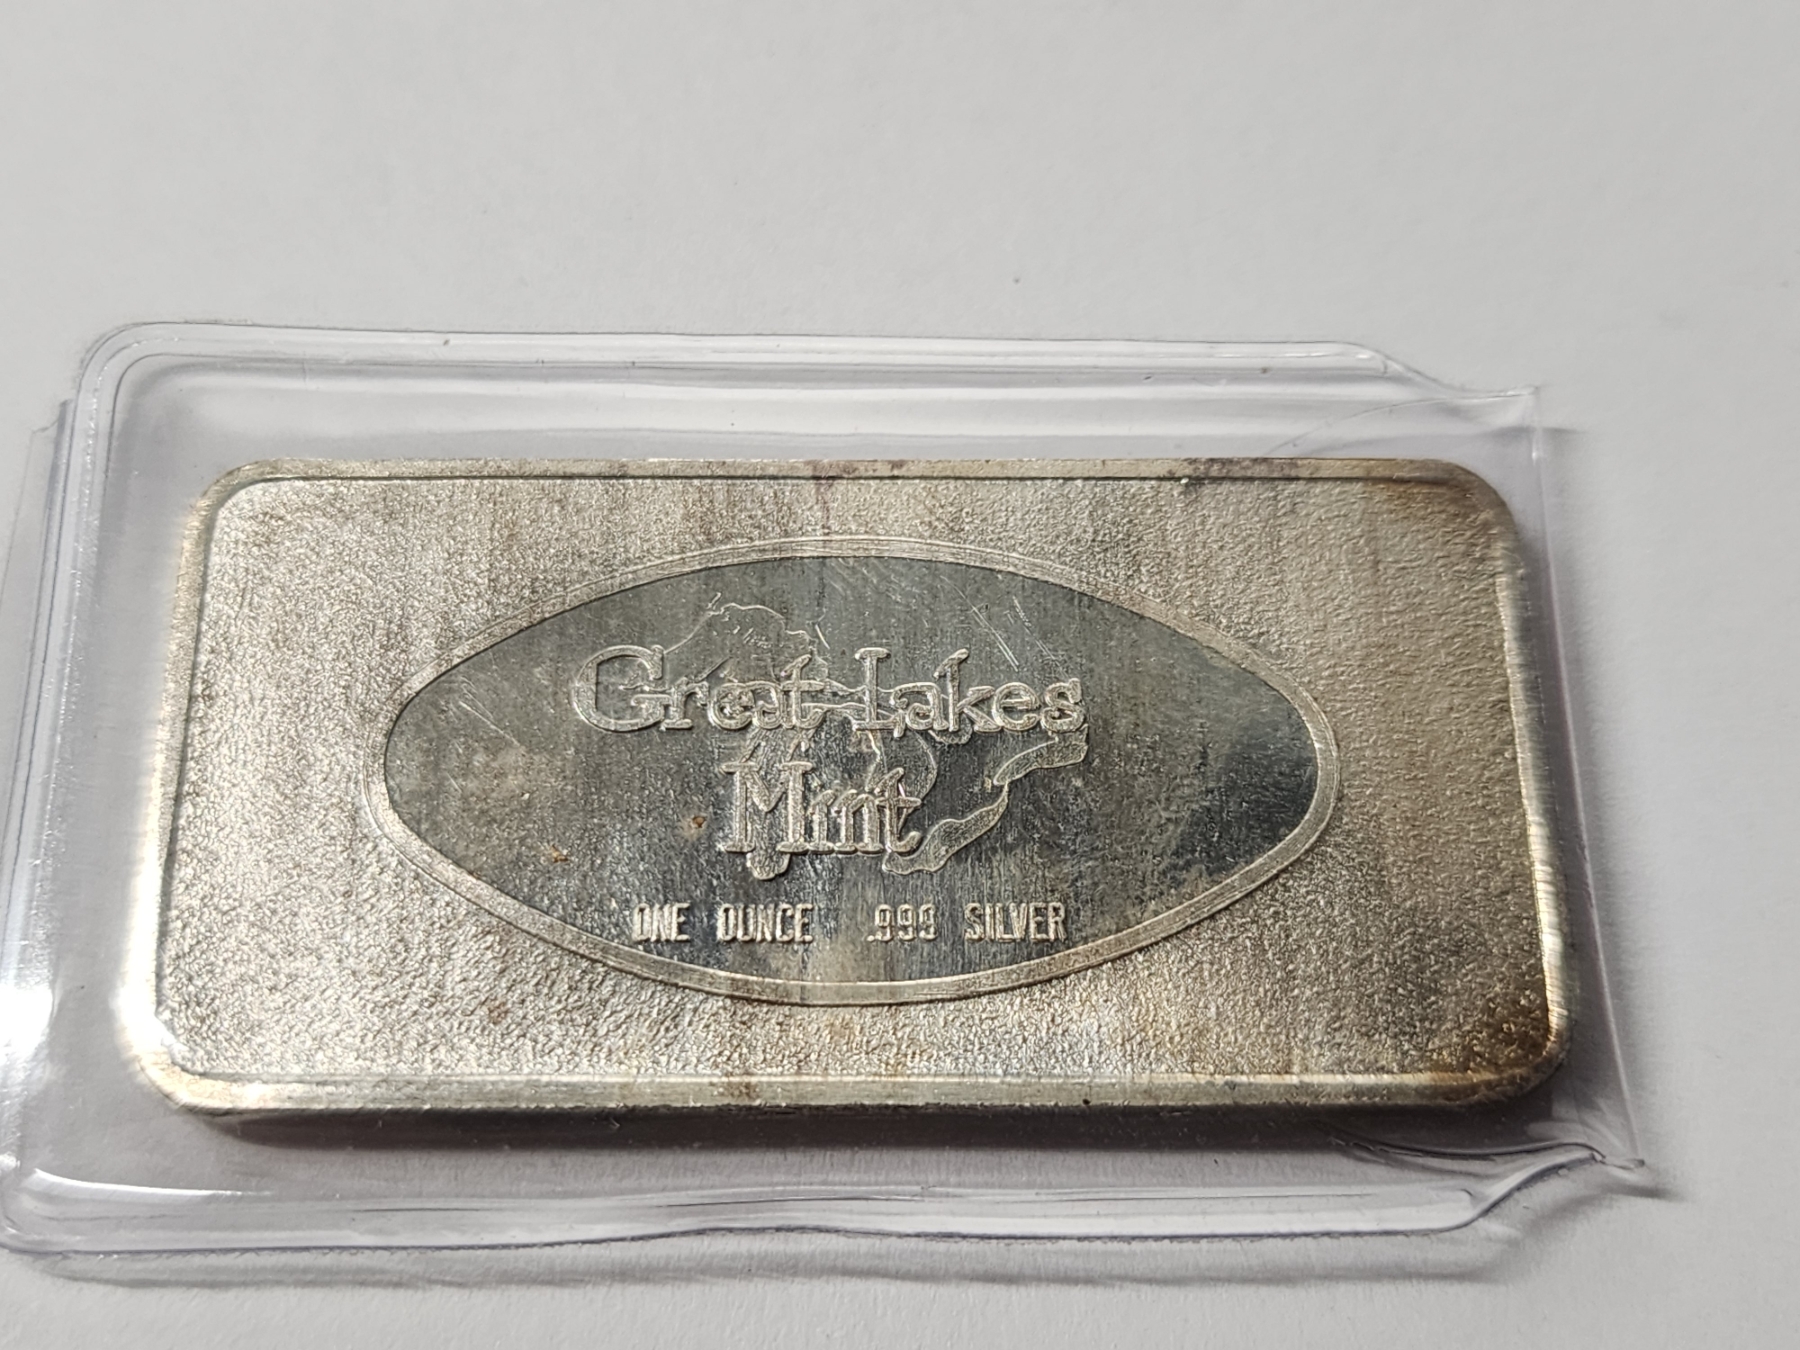 Great Lakes
Mint
ONE OUNCE .999 SILVER